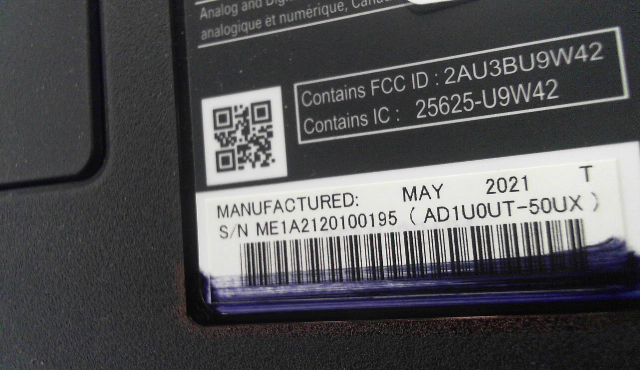 Analog and Dig
analogique et numérique, Cana
Contains FCC ID : 2AU3BU9W42
Contains IC : 25625-U9W42
MANUFACTURED: MAY 2021 T
S/N ME1A2120100195 ( AD1U0UT-50UX )